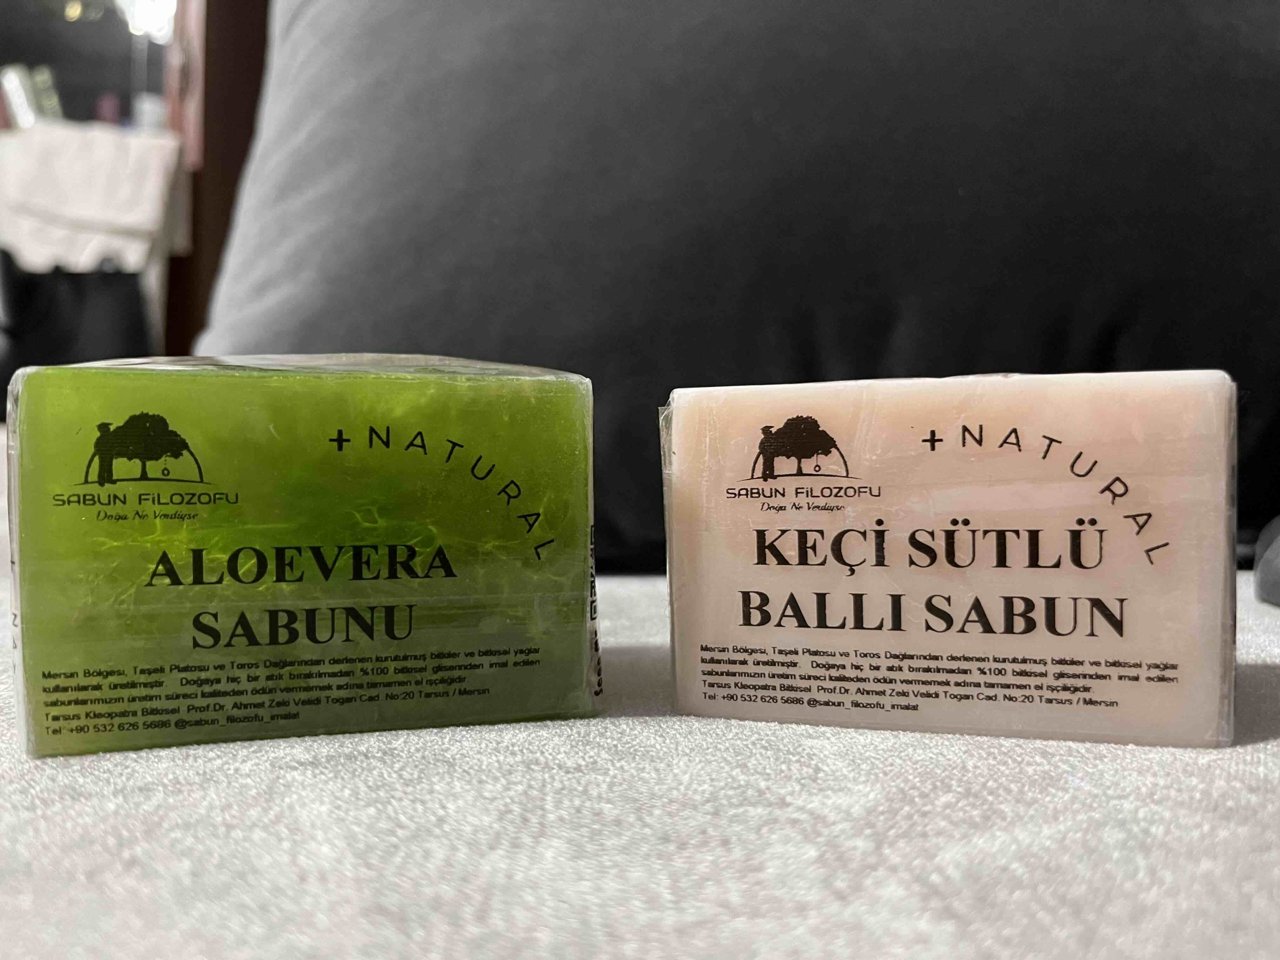 SABUN FiLOZOFU
Doğa Ne Verdiyse
+NATURAL
ALOEVERA
SABUNU
Mersin Bölgesi, Taşeli Platosu ve Toros Dağlarından derlenen kurutulmuş bitkiler ve bitkisel yağlar
kullanılarak üretilmiştir. Doğaya hiç bir atık bırakılmadan %100 bitkisel gliserinden imal edilen
sabunlarımızın üretim süreci kaliteden ödün vermemek adına tamamen el işçiliğidir.
Tarsus Kleopatra Bitkisel Prof.Dr. Ahmet Zeki Velidi Togan Cad. No:20 Tarsus / Mersin
Tel: +90 532 626 5686 @sabun_filozofu_imalat
SABUN FiLOZOFU
Doğa Ne Verdiyse
+NATURAL
KEÇİ SÜTLÜ
BALLI SABUN
Mersin Bölgesi, Taşeli Platosu ve Toros Dağlarından derlenen kurutulmuş bitkiler ve bitkisel yağlar
kullanılarak üretilmiştir. Doğaya hiç bir atık bırakılmadan %100 bitkisel gliserinden imal edilen
sabunlarımızın üretim süreci kaliteden ödün vermemek adına tamamen el işçiliğidir.
Tarsus Kleopatra Bitkisel Prof.Dr. Ahmet Zeki Velidi Togan Cad. No:20 Tarsus / Mersin
Tel: +90 532 626 5686 @sabun_filozofu_imalat